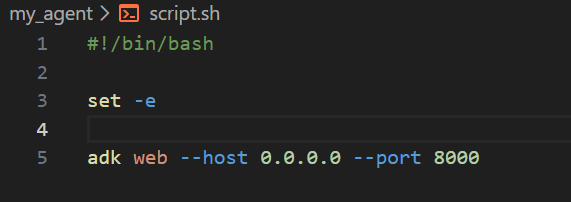 my_agent > script.sh
1 #!/bin/bash
2
3 set -e
4
5 adk web --host 0.0.0.0 --port 8000